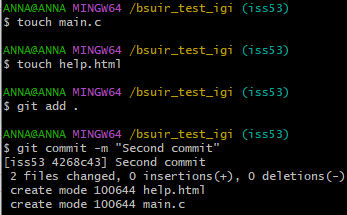 ANNA@ANNA MINGW64 /bsuir_test_igi (iss53)
$ touch main.c
ANNA@ANNA MINGW64 /bsuir_test_igi (iss53)
$ touch help.html
ANNA@ANNA MINGW64 /bsuir_test_igi (iss53)
$ git add .
ANNA@ANNA MINGW64 /bsuir_test_igi (iss53)
$ git commit -m "Second commit"
[iss53 4268c43] Second commit
 2 files changed, 0 insertions(+), 0 deletions(-)
 create mode 100644 help.html
 create mode 100644 main.c